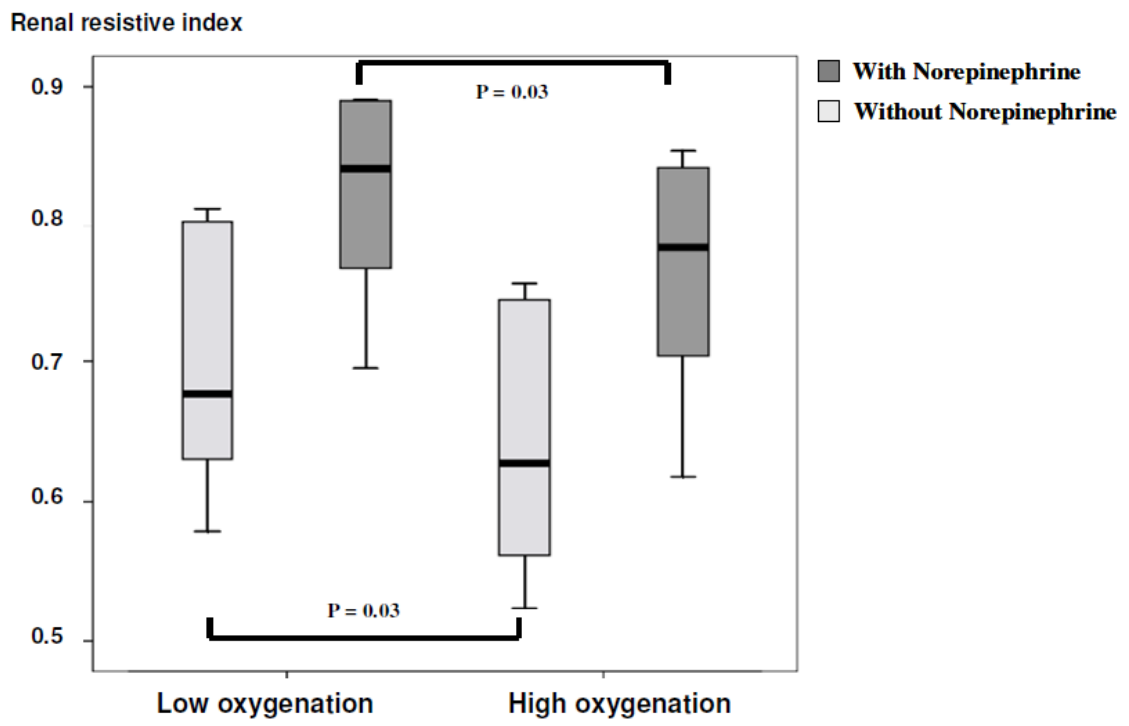 Renal resistive index
With Norepinephrine
Without Norepinephrine
0.9
P = 0.03
0.8
0.7
0.6
P = 0.03
0.5
Low oxygenation
High oxygenation